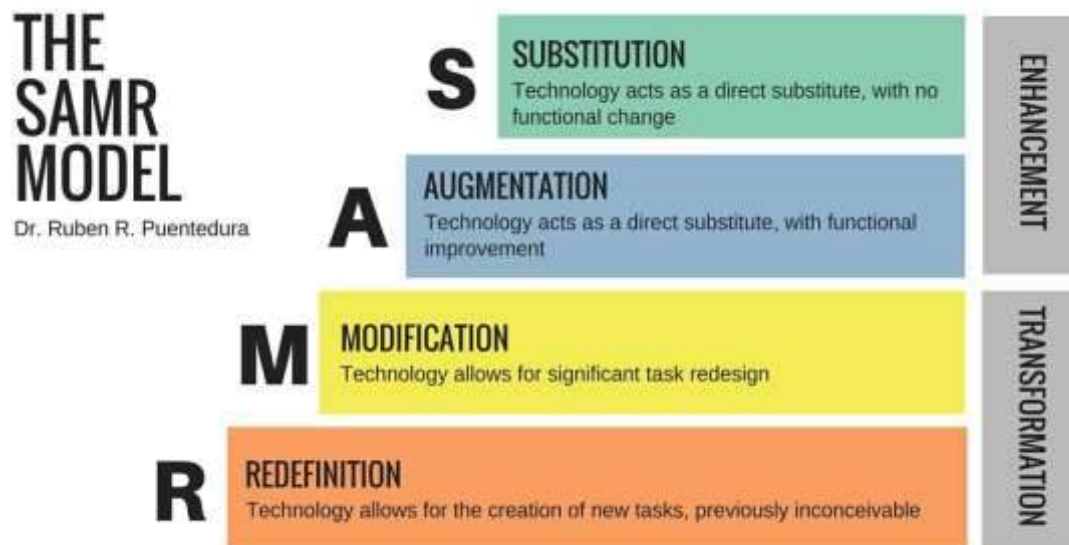 THE
SAMR
MODEL
Dr. Ruben R. Puentedura
S
SUBSTITUTION
Technology acts as a direct substitute, with no
functional change
A
AUGMENTATION
Technology acts as a direct substitute, with functional
improvement
ENHANCEMENT
M
MODIFICATION
Technology allows for significant task redesign
R
REDEFINITION
Technology allows for the creation of new tasks, previously inconceivable
TRANSFORMATION